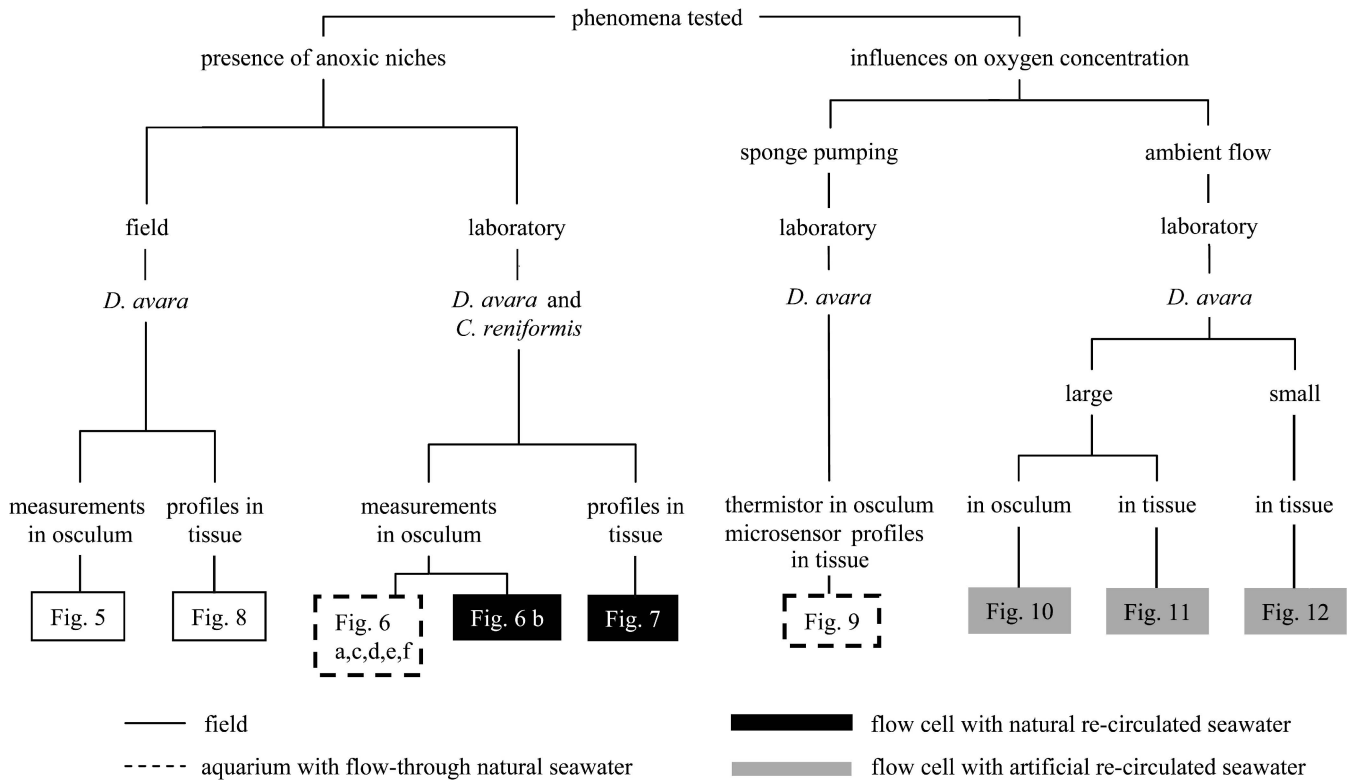 phenomena tested
presence of anoxic niches
influences on oxygen concentration
sponge pumping
ambient flow
field
laboratory
laboratory
laboratory
D. avara
D. avara and
C. reniformis
D. avara
D. avara
large
small
measurements
in osculum
profiles in
tissue
measurements
in osculum
profiles in
tissue
thermistor in osculum
microsensor profiles
in tissue
in osculum
in tissue
in tissue
Fig. 5
Fig. 8
Fig. 6
a,c,d,e,f
Fig. 6 b
Fig. 7
Fig. 9
Fig. 10
Fig. 11
Fig. 12
field
aquarium with flow-through natural seawater
flow cell with natural re-circulated seawater
flow cell with artificial re-circulated seawater